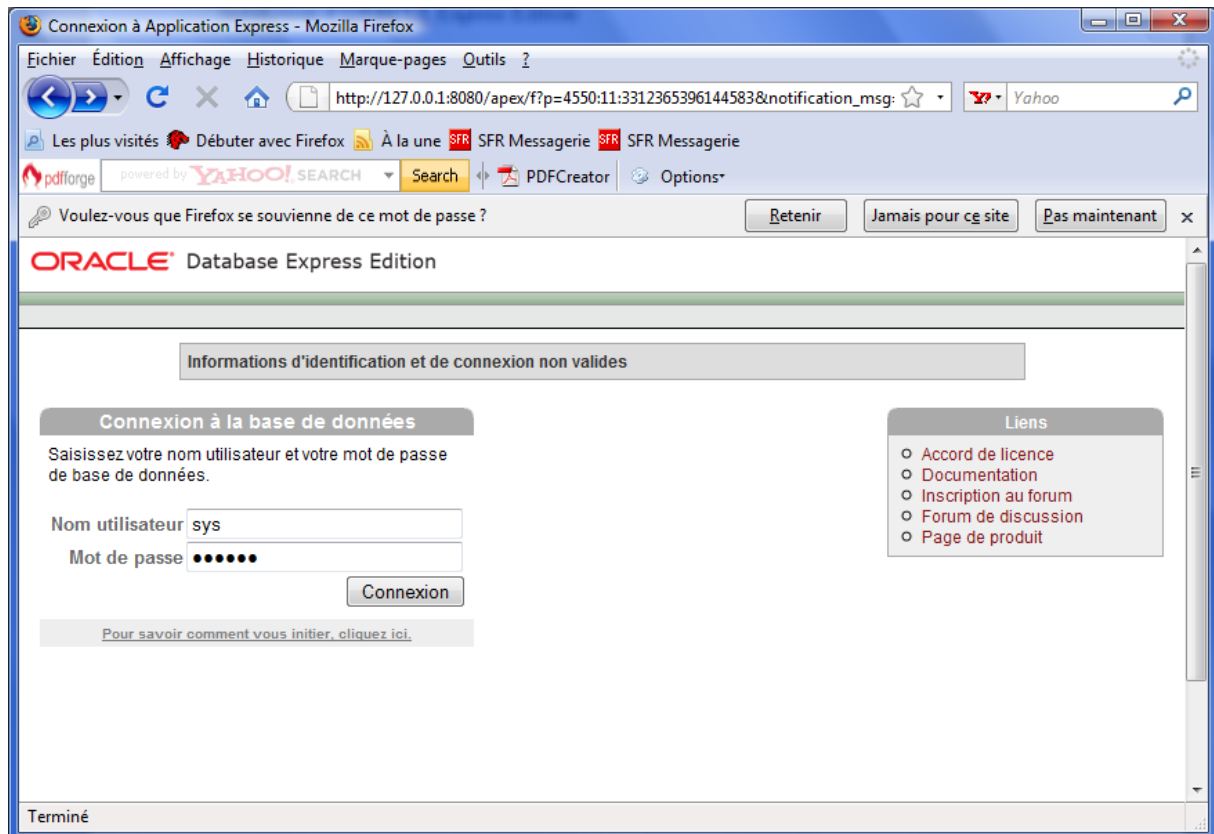 Connexion à Application Express - Mozilla Firefox
Fichier Édition Affichage Historique Marque-pages Outils ?
http://127.0.0.1:8080/apex/f?p=4550:11:3312365396144583&notification_msg: Yahoo
Les plus visités Débuter avec Firefox À la une SFR SFR Messagerie SFR SFR Messagerie
pdfforge powered by YAHOO! SEARCH Search PDFCreator Options
Voulez-vous que Firefox se souvienne de ce mot de passe ? Retenir Jamais pour ce site Pas maintenant x
ORACLE Database Express Edition
Informations d'identification et de connexion non valides
Connexion à la base de données
Saisissez votre nom utilisateur et votre mot de passe
de base de données.
Nom utilisateur sys
Mot de passe ••••••
Connexion
Pour savoir comment vous initier, cliquez ici.
Liens
Accord de licence
Documentation
Inscription au forum
Forum de discussion
Page de produit
Terminé